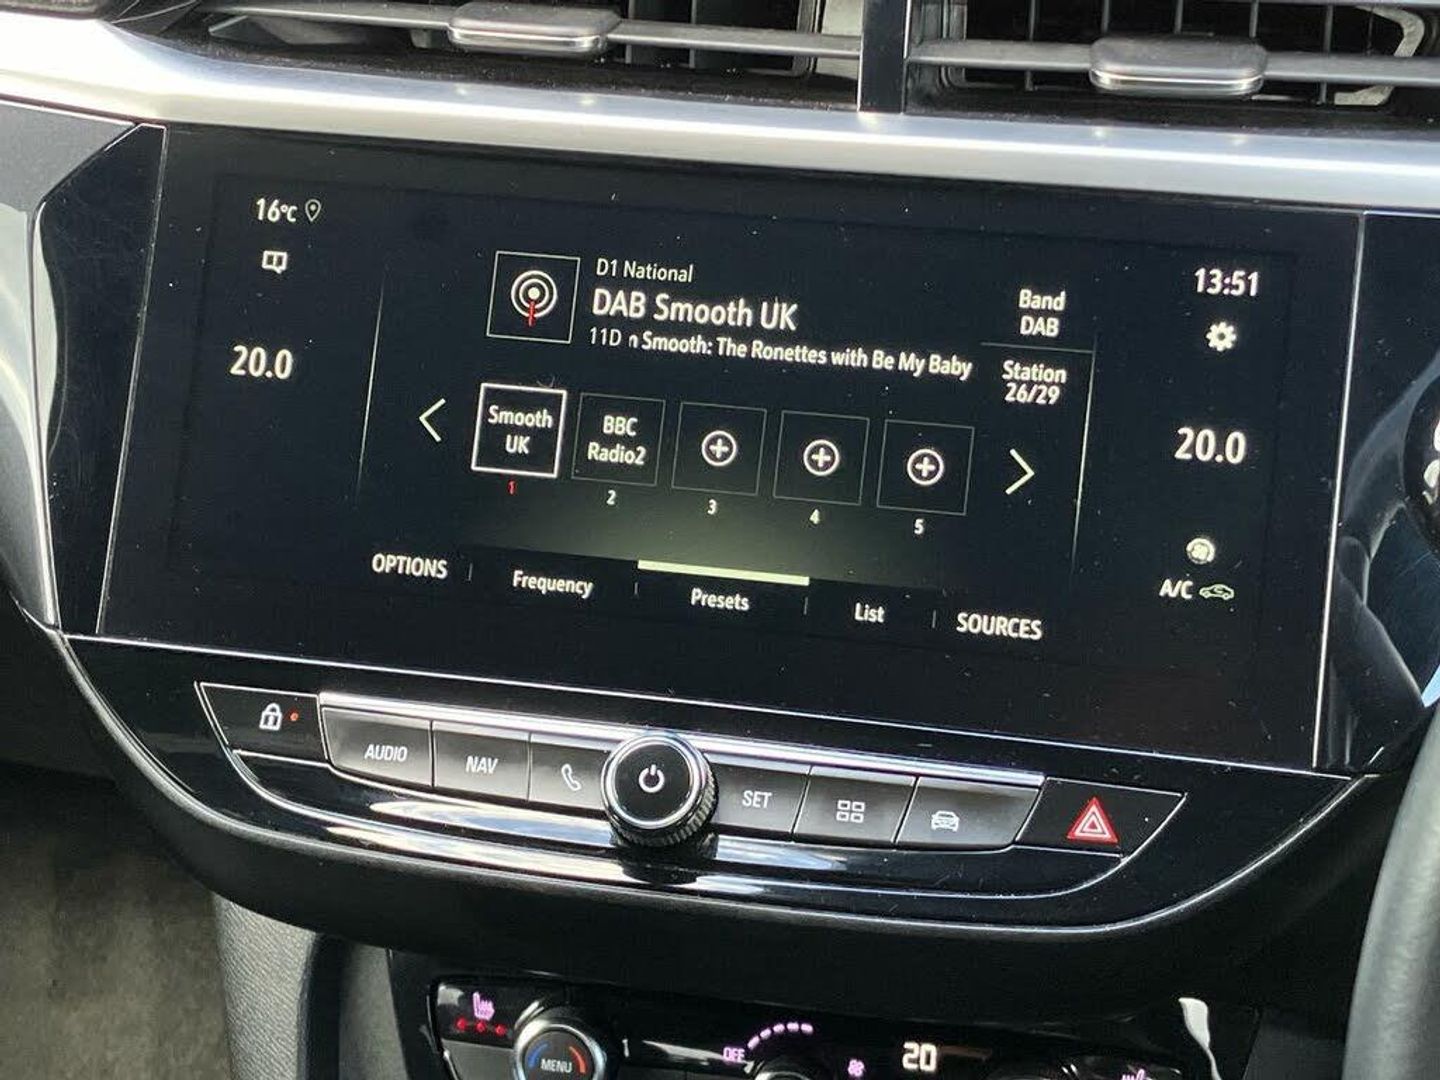 16°C
20.0
D1 National
DAB Smooth UK
11D n Smooth: The Ronettes with Be My Baby
Band
DAB
Station
26/29
13:51
20.0
A/C
Smooth
UK
1
BBC
Radio2
2
3
4
5
OPTIONS
Frequency
Presets
List
SOURCES
AUDIO
NAV
SET
MENU
1
OFF
20